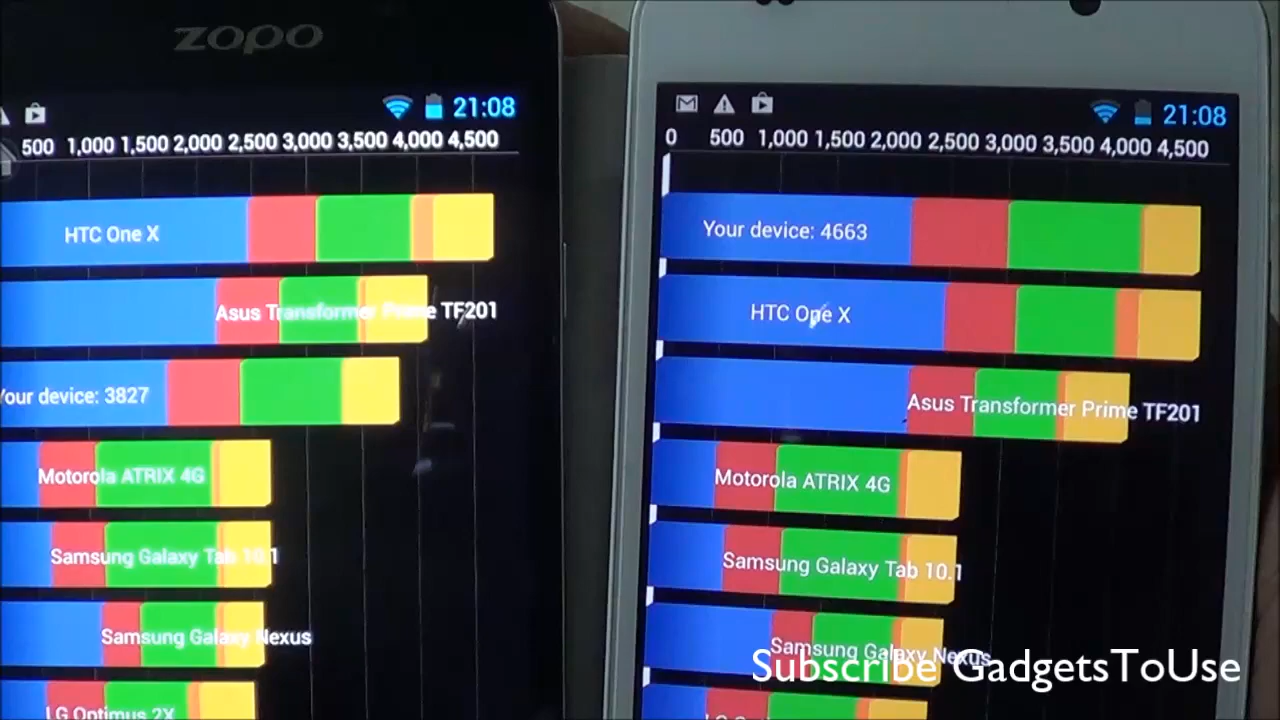 ZOPO
21:08
500 1,000 1,500 2,000 2,500 3,000 3,500 4,000 4,500
HTC One X
Asus Transformer Prime TF201
Your device: 3827
Motorola ATRIX 4G
Samsung Galaxy Tab 10.1
Samsung Galaxy Nexus
LG Optimus 2X
21:08
0 500 1,000 1,500 2,000 2,500 3,000 3,500 4,000 4,500
Your device: 4663
HTC One X
Asus Transformer Prime TF201
Motorola ATRIX 4G
Samsung Galaxy Tab 10.1
Samsung Galaxy Nexus
Subscribe GadgetsToUse